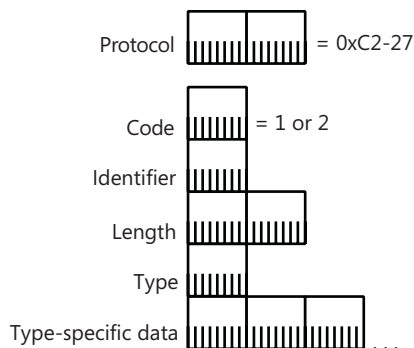 Protocol = 0xC2-27
Code = 1 or 2
Identifier
Length
Type
Type-specific data ...